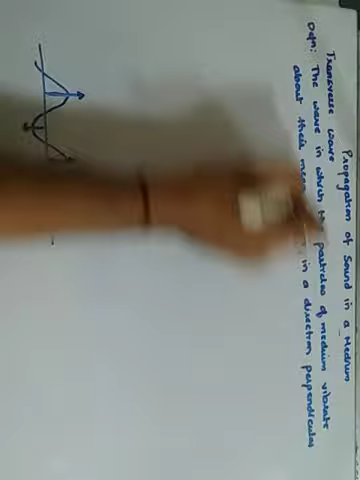 Propagation of Sound in a Medium
Transverse wave
Defn: The wave in which particles of medium vibrate
about their mean in a direction perpendicular